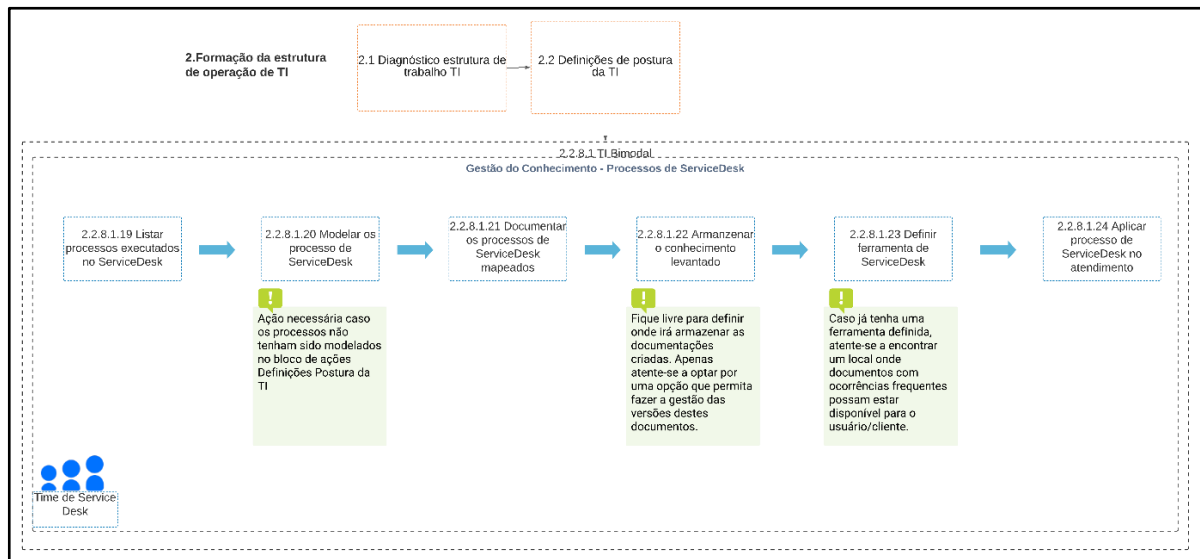 2.Formação da estrutura
de operação de TI
2.1 Diagnóstico estrutura de
trabalho TI
2.2 Definições de postura
da TI
2.2.8.1 TI Bimodal
Gestão do Conhecimento - Processos de ServiceDesk
2.2.8.1.19 Listar
processos executados
no ServiceDesk
2.2.8.1.20 Modelar os
processo de
ServiceDesk
2.2.8.1.21 Documentar
os processos de
ServiceDesk
mapeados
2.2.8.1.22 Armanzenar
o conhecimento
levantado
2.2.8.1.23 Definir
ferramenta de
ServiceDesk
2.2.8.1.24 Aplicar
processo de
ServiceDesk no
atendimento
!
Ação necessária caso
os processos não
tenham sido modelados
no bloco de ações
Definições Postura da
TI
!
Fique livre para definir
onde irá armazenar as
documentações
criadas. Apenas
atente-se a optar por
uma opção que permita
fazer a gestão das
versões destes
documentos.
!
Caso já tenha uma
ferramenta definida,
atente-se a encontrar
um local onde
documentos com
ocorrências frequentes
possam estar
disponível para o
usuário/cliente.
Time de Service
Desk